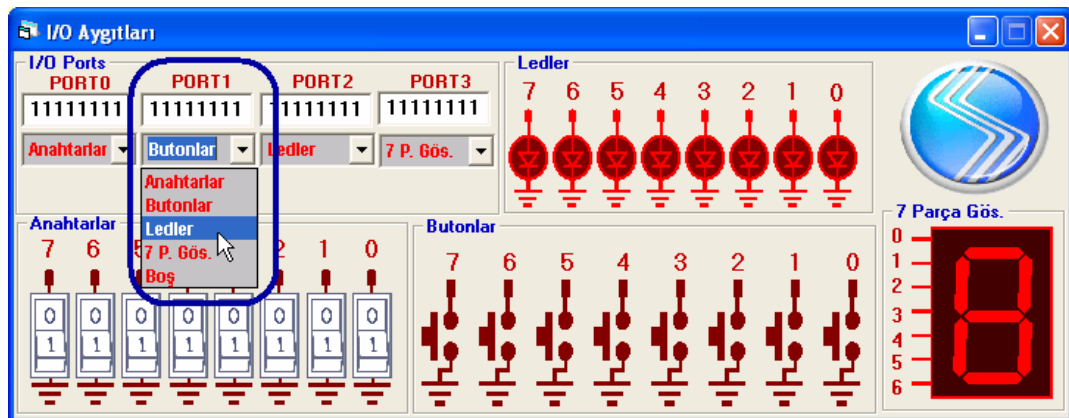 I/O Aygıtları
I/O Ports
PORT0 PORT1 PORT2 PORT3
11111111 11111111 11111111 11111111
Anahtarlar Butonlar Ledler 7 P. Gös.
Anahtarlar
Butonlar
Ledler
7 P. Gös.
Boş
Ledler
7 6 5 4 3 2 1 0
Anahtarlar
7 6 5 2 1 0
0 0 0 0 0 0 0 0
1 1 1 1 1 1 1 1
Butonlar
7 6 5 4 3 2 1 0
7 Parça Gös.
0
1
2
3
4
5
6